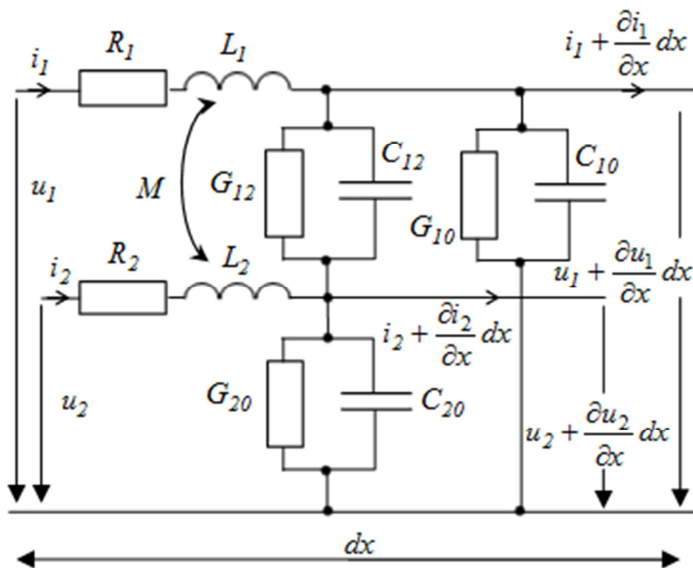 i₁
R₁
L₁
i₁ + ∂i₁/∂x dx
u₁
M
G₁₂
C₁₂
G₁₀
C₁₀
i₂
R₂
L₂
u₁ + ∂u₁/∂x dx
i₂ + ∂i₂/∂x dx
u₂
G₂₀
C₂₀
u₂ + ∂u₂/∂x dx
dx